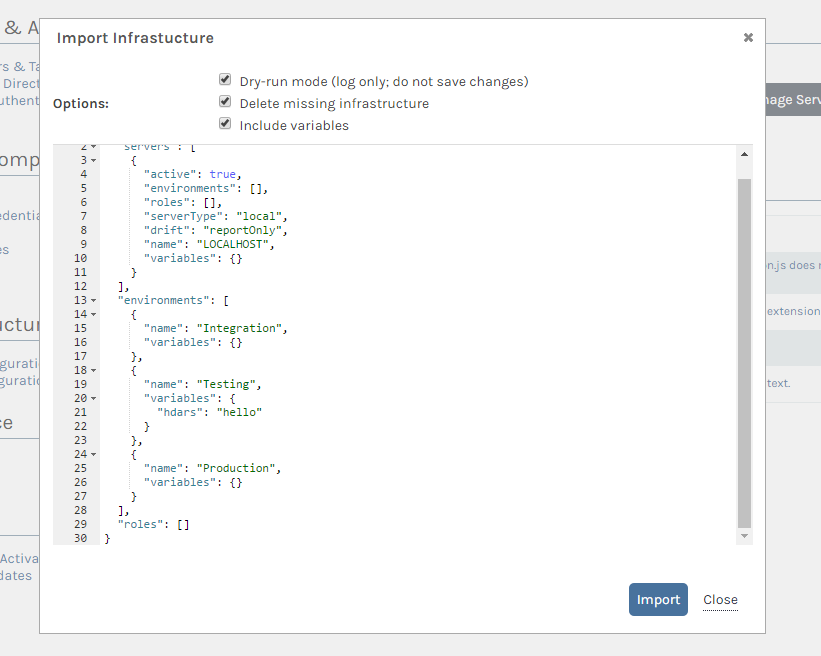 & A
Import Infrastucture
Dry-run mode (log only; do not save changes)
Options:
Delete missing infrastructure
Include variables
2 "servers": [
3 {
4 "active": true,
5 "environments": [],
6 "roles": [],
7 "serverType": "local",
8 "drift": "reportOnly",
9 "name": "LOCALHOST",
10 "variables": {}
11 }
12 ],
13 "environments": [
14 {
15 "name": "Integration",
16 "variables": {}
17 },
18 {
19 "name": "Testing",
20 "variables": {
21 "hdars": "hello"
22 }
23 },
24 {
25 "name": "Production",
26 "variables": {}
27 }
28 ],
29 "roles": []
30 }
Import Close
rs & Ta
Direct
uthent
omp
edentia
es
uctur
gurati
guratic
ce
Activa
dates
nage Serv
n.js does
extension
text.